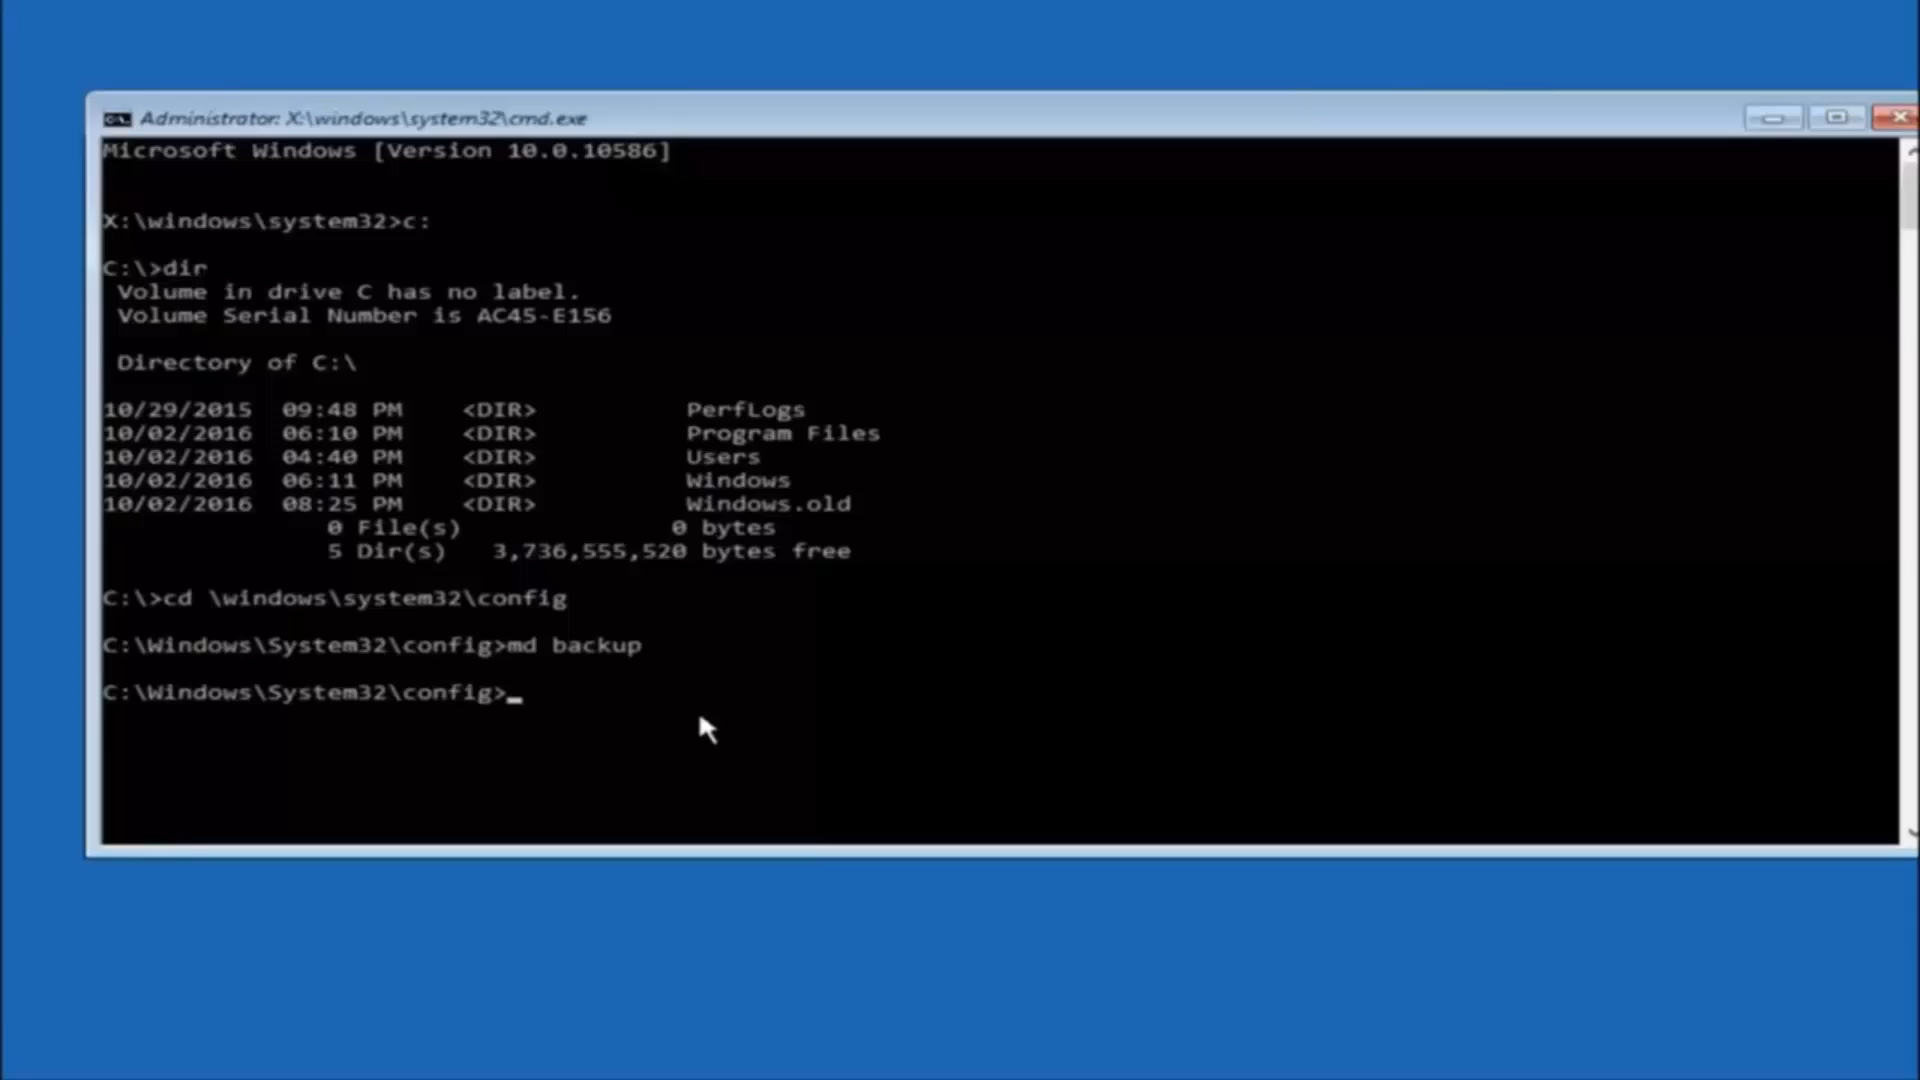 Administrator: X:\windows\system32\cmd.exe
Microsoft Windows [Version 10.0.10586]
X:\windows\system32>c:
C:\>dir
Volume in drive C has no label.
Volume Serial Number is AC45-E156
Directory of C:\
10/29/2015 09:48 PM <DIR> PerfLogs
10/02/2016 06:10 PM <DIR> Program Files
10/02/2016 04:40 PM <DIR> Users
10/02/2016 06:11 PM <DIR> Windows
10/02/2016 08:25 PM <DIR> Windows.old
0 File(s) 0 bytes
5 Dir(s) 3,736,555,520 bytes free
C:\>cd \windows\system32\config
C:\Windows\System32\config>md backup
C:\Windows\System32\config>_